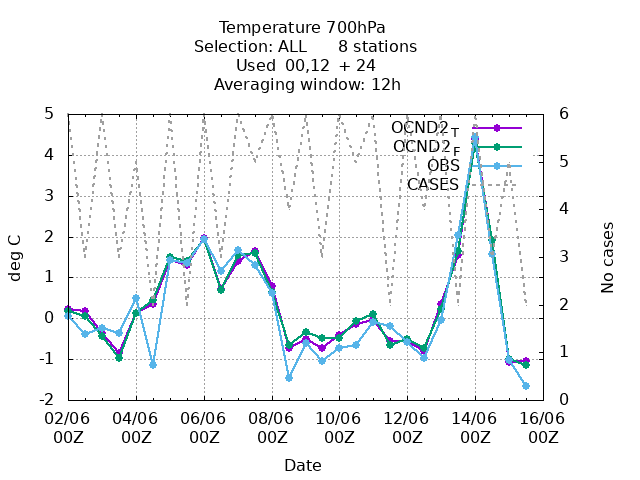 Temperature 700hPa
Selection: ALL      8 stations
Used  00,12  + 24
Averaging window: 12h
5
4
3
2
1
0
-1
-2
deg C
6
5
4
3
2
1
0
No cases
OCND2_T
OCND2_F
OBS
CASES
02/06 04/06 06/06 08/06 10/06 12/06 14/06 16/06
00Z 00Z 00Z 00Z 00Z 00Z 00Z 00Z
Date